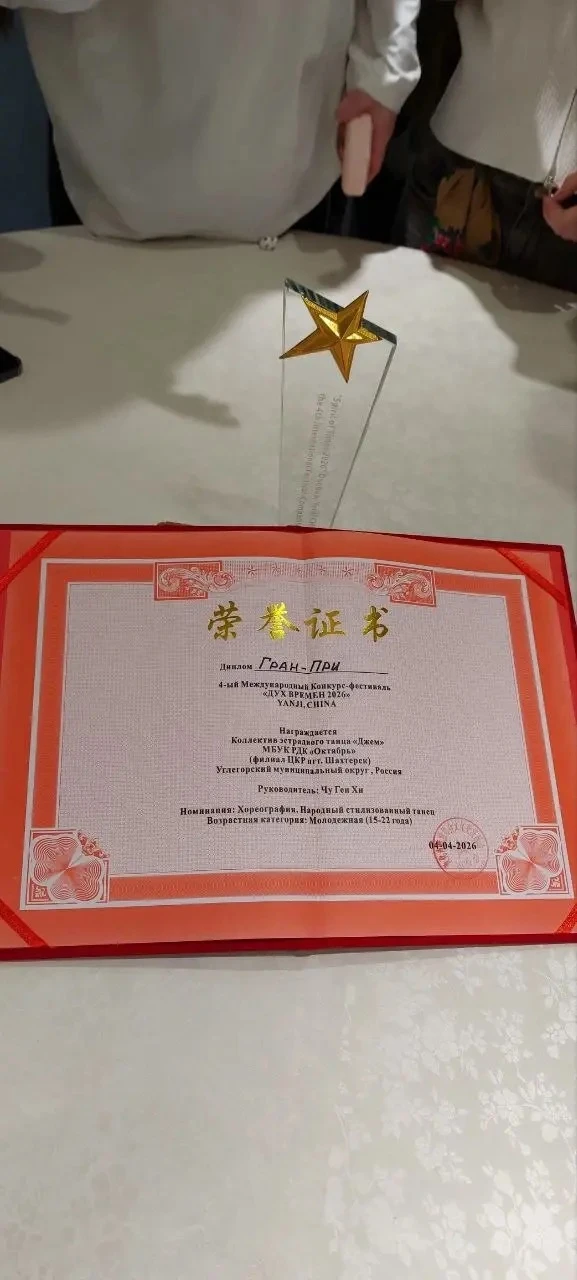 荣誉证书
Диплом ГРАН-ПРИ
4-ый Международный Конкурс-фестиваль
«ДУХ ВРЕМЕН 2026»
YANJI, CHINA
Награждается
Коллектив эстрадного танца «Джем»
МБУК РДК «Октябрь»
(филиал ЦКР пгт. Шахтерск)
Углегорский муниципальный округ , Россия
Руководитель: Чу Ген Хи
Номинация: Хореография. Народный стилизованный танец
Возрастная категория: Молодежная (15-22 года)
04-04-2026